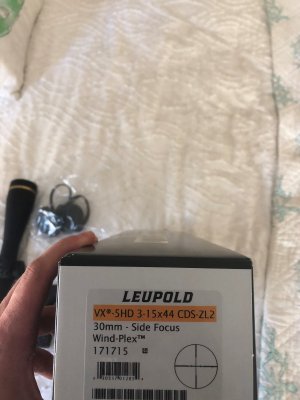 LEUPOLD
VX®-5HD 3-15x44 CDS-ZL2
30mm - Side Focus
Wind-Plex™
171715